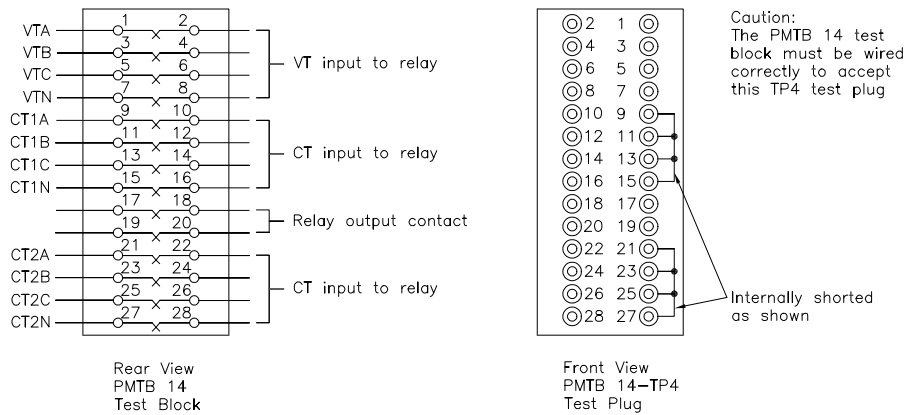 VTA 1 2
VTB 3 4
VTC 5 6
VTN 7 8
VT input to relay
CT1A 9 10
CT1B 11 12
CT1C 13 14
CT1N 15 16
CT input to relay
17 18
19 20
Relay output contact
CT2A 21 22
CT2B 23 24
CT2C 25 26
CT2N 27 28
CT input to relay
Rear View
PMTB 14
Test Block
2 1
4 3
6 5
8 7
10 9
12 11
14 13
16 15
18 17
20 19
22 21
24 23
26 25
28 27
Internally shorted
as shown
Front View
PMTB 14-TP4
Test Plug
Caution:
The PMTB 14 test
block must be wired
correctly to accept
this TP4 test plug